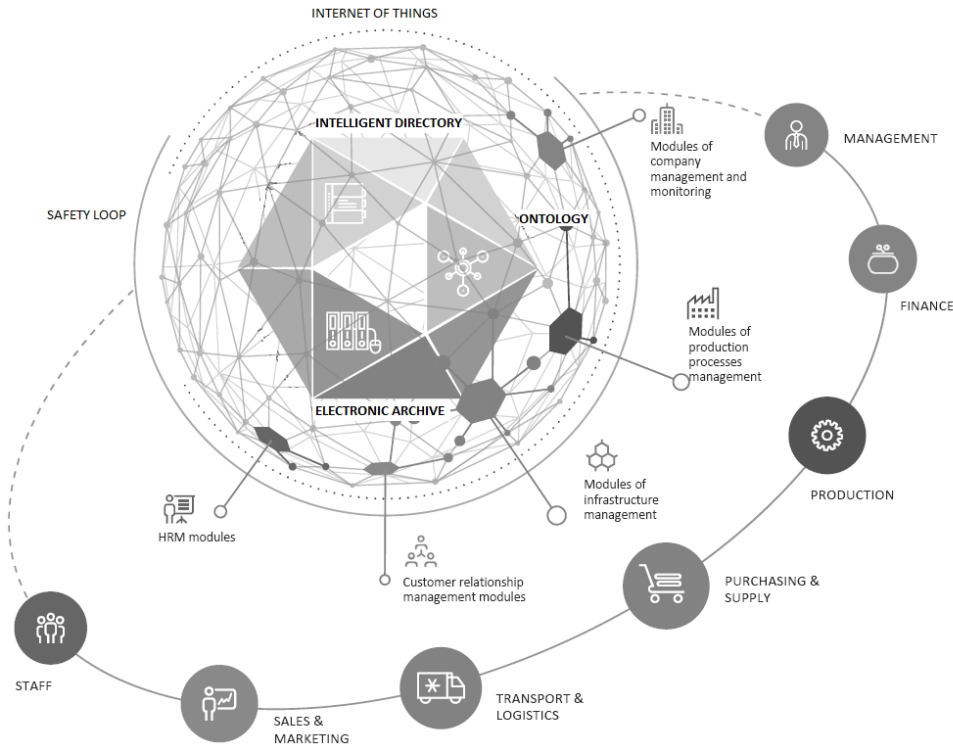 INTERNET OF THINGS
INTELLIGENT DIRECTORY
Modules of
company
management and
monitoring
MANAGEMENT
SAFETY LOOP
ONTOLOGY
FINANCE
Modules of
production
processes
management
ELECTRONIC ARCHIVE
PRODUCTION
Modules of
infrastructure
management
HRM modules
Customer relationship
management modules
PURCHASING &
SUPPLY
STAFF
TRANSPORT &
LOGISTICS
SALES &
MARKETING